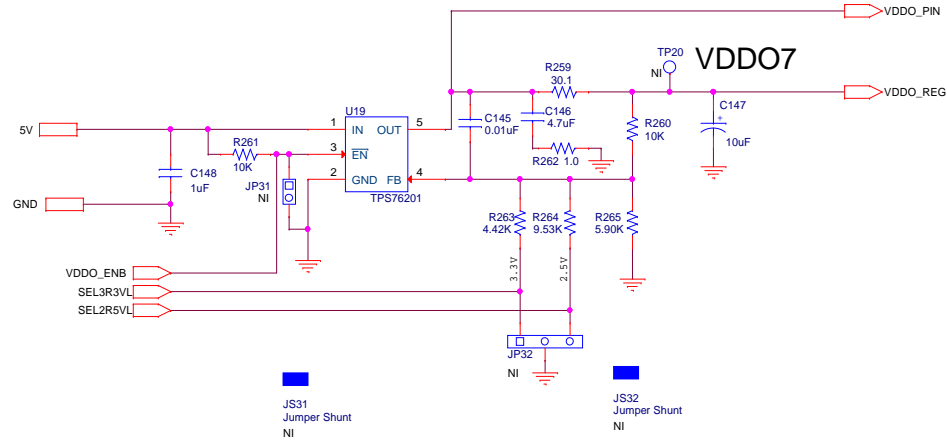 VDDO_PIN
TP20
VDDO7
NI
R259
30.1
VDDO_REG
C145
0.01uF
C146
4.7uF
R260
10K
C147
+
10uF
R262 1.0
U19
1 IN OUT 5
3 EN
2 GND FB 4
TPS76201
5V
R261
10K
C148
1uF
JP31
NI
GND
R263
4.42K
R264
9.53K
R265
5.90K
3.3V
2.5V
VDDO_ENB
SEL3R3VL
SEL2R5VL
JP32
NI
JS31
Jumper Shunt
NI
JS32
Jumper Shunt
NI